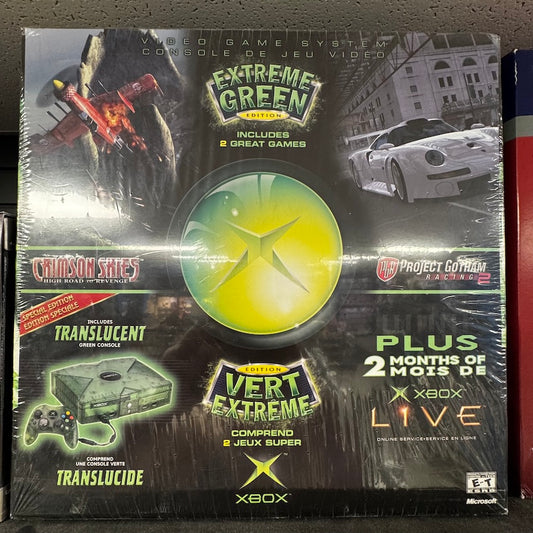 VIDEO GAME SYSTEM
CONSOLE DE JEU VIDÉO
EXTREME
GREEN
EDITION
INCLUDES
2 GREAT GAMES
CRIMSON SKIES
HIGH ROAD TO REVENGE
PROJECT GOTHAM
RACING 2
SPECIAL EDITION
ÉDITION SPÉCIALE
INCLUDES
TRANSLUCENT
GREEN CONSOLE
COMPREND
UNE CONSOLE VERTE
TRANSLUCIDE
EDITION
VERT
EXTRÊME
COMPREND
2 JEUX SUPER
XBOX™
PLUS
2 MONTHS OF
MOIS DE
XBOX
LIVE
ONLINE SERVICE•SERVICE EN LIGNE
E-T
ESRB
Microsoft